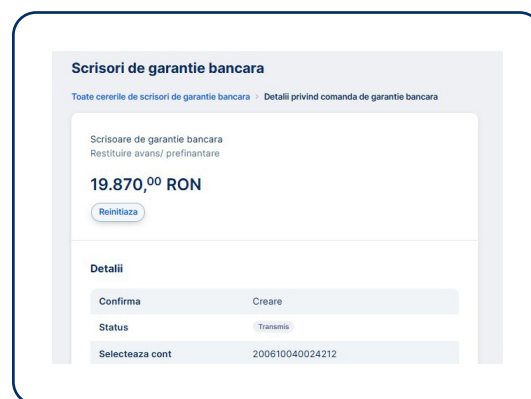 Scrisori de garantie bancara
Toate cererile de scrisori de garantie bancara > Detalii privind comanda de garantie bancara
Scrisoare de garantie bancara
Restituire avans/ prefinantare
19.870,00 RON
Reinitiaza
Detalii
Confirma Creare
Status Transmis
Selecteaza cont 200610040024212